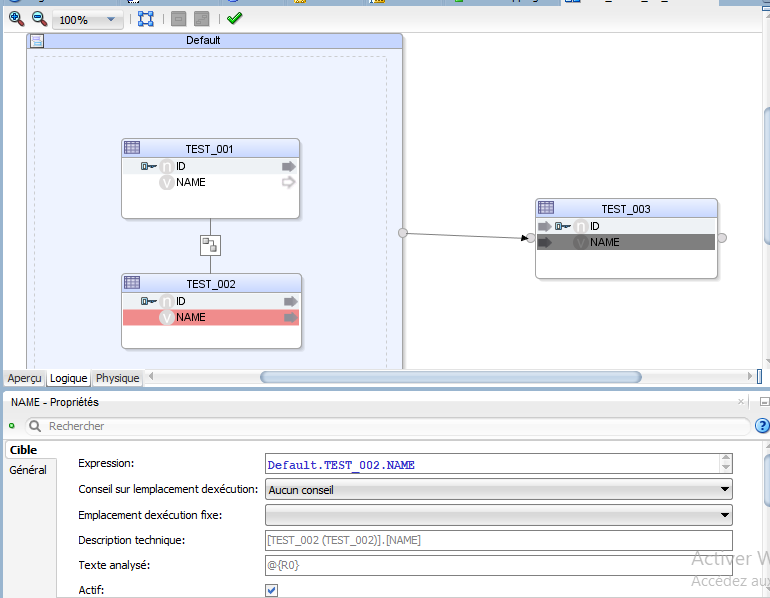 100%
Default
TEST_001
n ID
V NAME
TEST_003
n ID
V NAME
TEST_002
n ID
V NAME
Aperçu Logique Physique
NAME - Propriétés
Rechercher
?
Cible
Général
Expression: Default.TEST_002.NAME
Conseil sur lemplacement dexécution: Aucun conseil
Emplacement dexécution fixe:
Description technique: [TEST_002 (TEST_002)].[NAME]
Texte analysé: @{R0}
Actif:
Activer W
Accédez aux